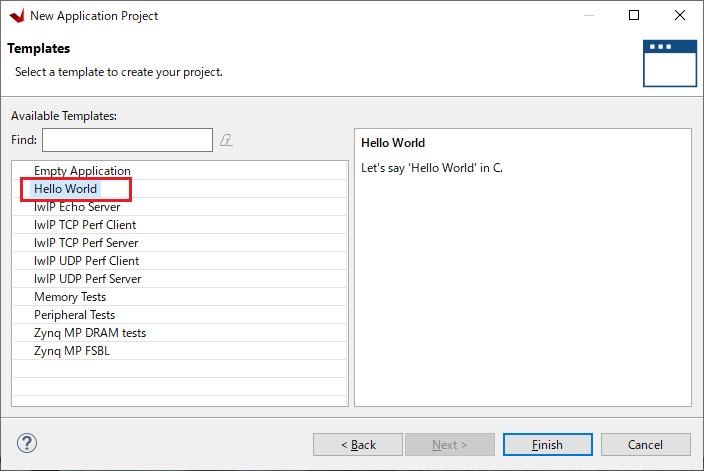 New Application Project
Templates
Select a template to create your project.
Available Templates:
Find:
Empty Application
Hello World
lwIP Echo Server
lwIP TCP Perf Client
lwIP TCP Perf Server
lwIP UDP Perf Client
lwIP UDP Perf Server
Memory Tests
Peripheral Tests
Zynq MP DRAM tests
Zynq MP FSBL
Hello World
Let's say 'Hello World' in C.
?
< Back
Next >
Finish
Cancel